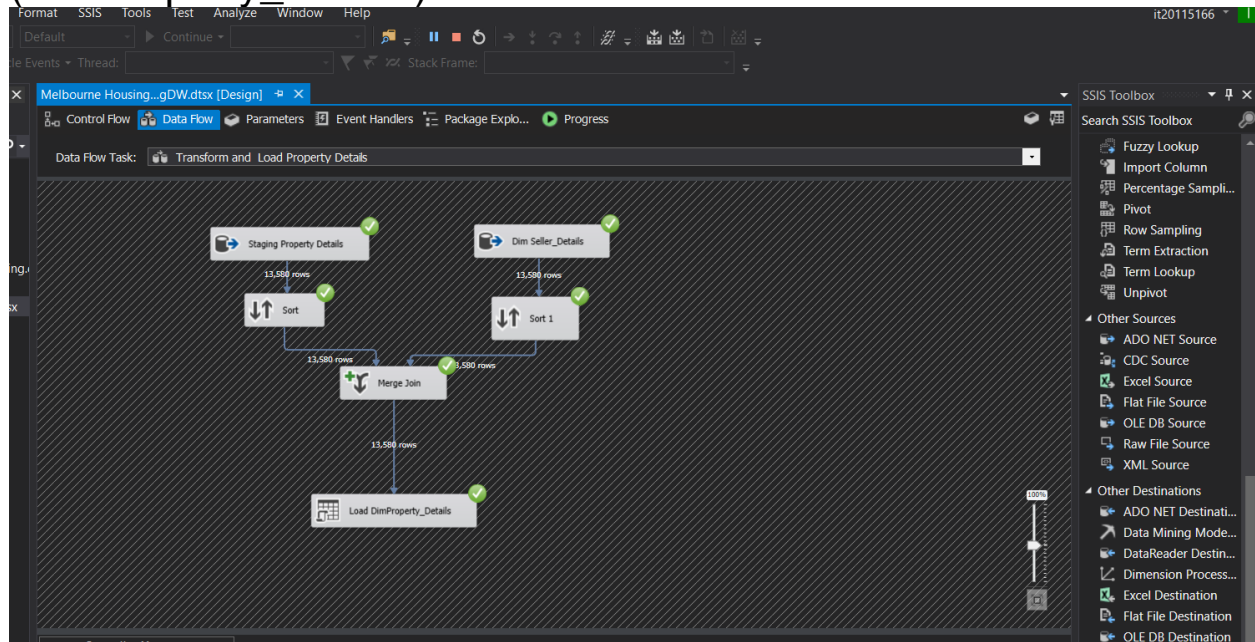 Format SSIS Tools Test Analyze Window Help
it20115166
Default
Continue
Events
Thread:
Stack Frame:
Melbourne Housing...gDW.dtsx [Design]
Control Flow Data Flow Parameters Event Handlers Package Explo... Progress
Data Flow Task: Transform and Load Property Details
Staging Property Details
Dim Seller_Details
13,580 rows
13,580 rows
Sort
Sort 1
13,580 rows
3,580 rows
Merge Join
13,580 rows
Load DimProperty_Details
100%
SSIS Toolbox
Search SSIS Toolbox
Fuzzy Lookup
Import Column
Percentage Sampli...
Pivot
Row Sampling
Term Extraction
Term Lookup
Unpivot
Other Sources
ADO NET Source
CDC Source
Excel Source
Flat File Source
OLE DB Source
Raw File Source
XML Source
Other Destinations
ADO NET Destinati...
Data Mining Mode...
DataReader Destin...
Dimension Process...
Excel Destination
Flat File Destination
OLE DB Destination